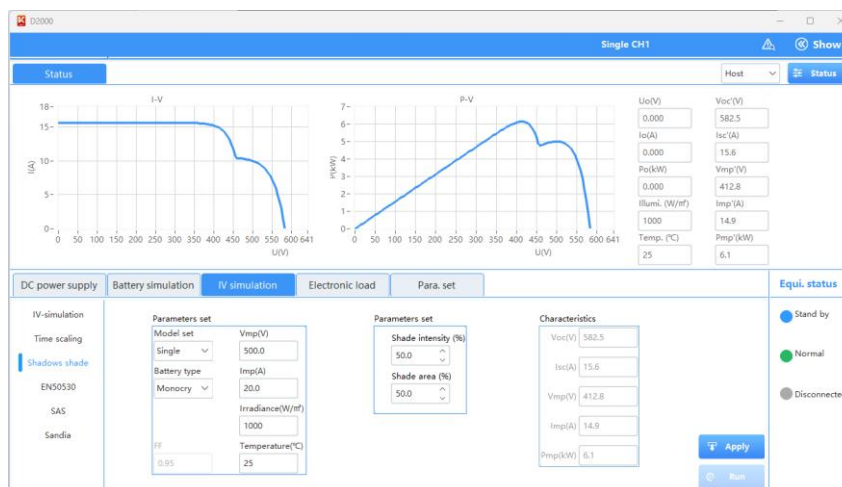 D2000
Single CH1
Show
Status
Host
Status
I-V
I(A)
18
15
10
5
0
0 50 100 150 200 250 300 350 400 450 500 550 600 641
U(V)
P-V
P(kW)
7
6
5
4
3
2
1
0
0 50 100 150 200 250 300 350 400 450 500 550 600 641
U(V)
Uo(V) Voc'(V)
0.000 582.5
Io(A) Isc'(A)
0.000 15.6
Po(kW) Vmp'(V)
0.000 412.8
Illumi. (W/㎡) Imp'(A)
1000 14.9
Temp. (℃) Pmp'(kW)
25 6.1
DC power supply Battery simulation IV simulation Electronic load Para. set
Equi. status
IV-simulation
Time scaling
Shadows shade
EN50530
SAS
Sandia
Parameters set
Model set Vmp(V)
Single 500.0
Battery type Imp(A)
Monocry 20.0
Irradiance(W/㎡)
1000
FF Temperature(℃)
0.95 25
Parameters set
Shade intensity (%)
50.0
Shade area (%)
50.0
Characteristics
Voc(V) 582.5
Isc(A) 15.6
Vmp(V) 412.8
Imp(A) 14.9
Pmp(kW) 6.1
Stand by
Normal
Disconnecte
Apply
Run